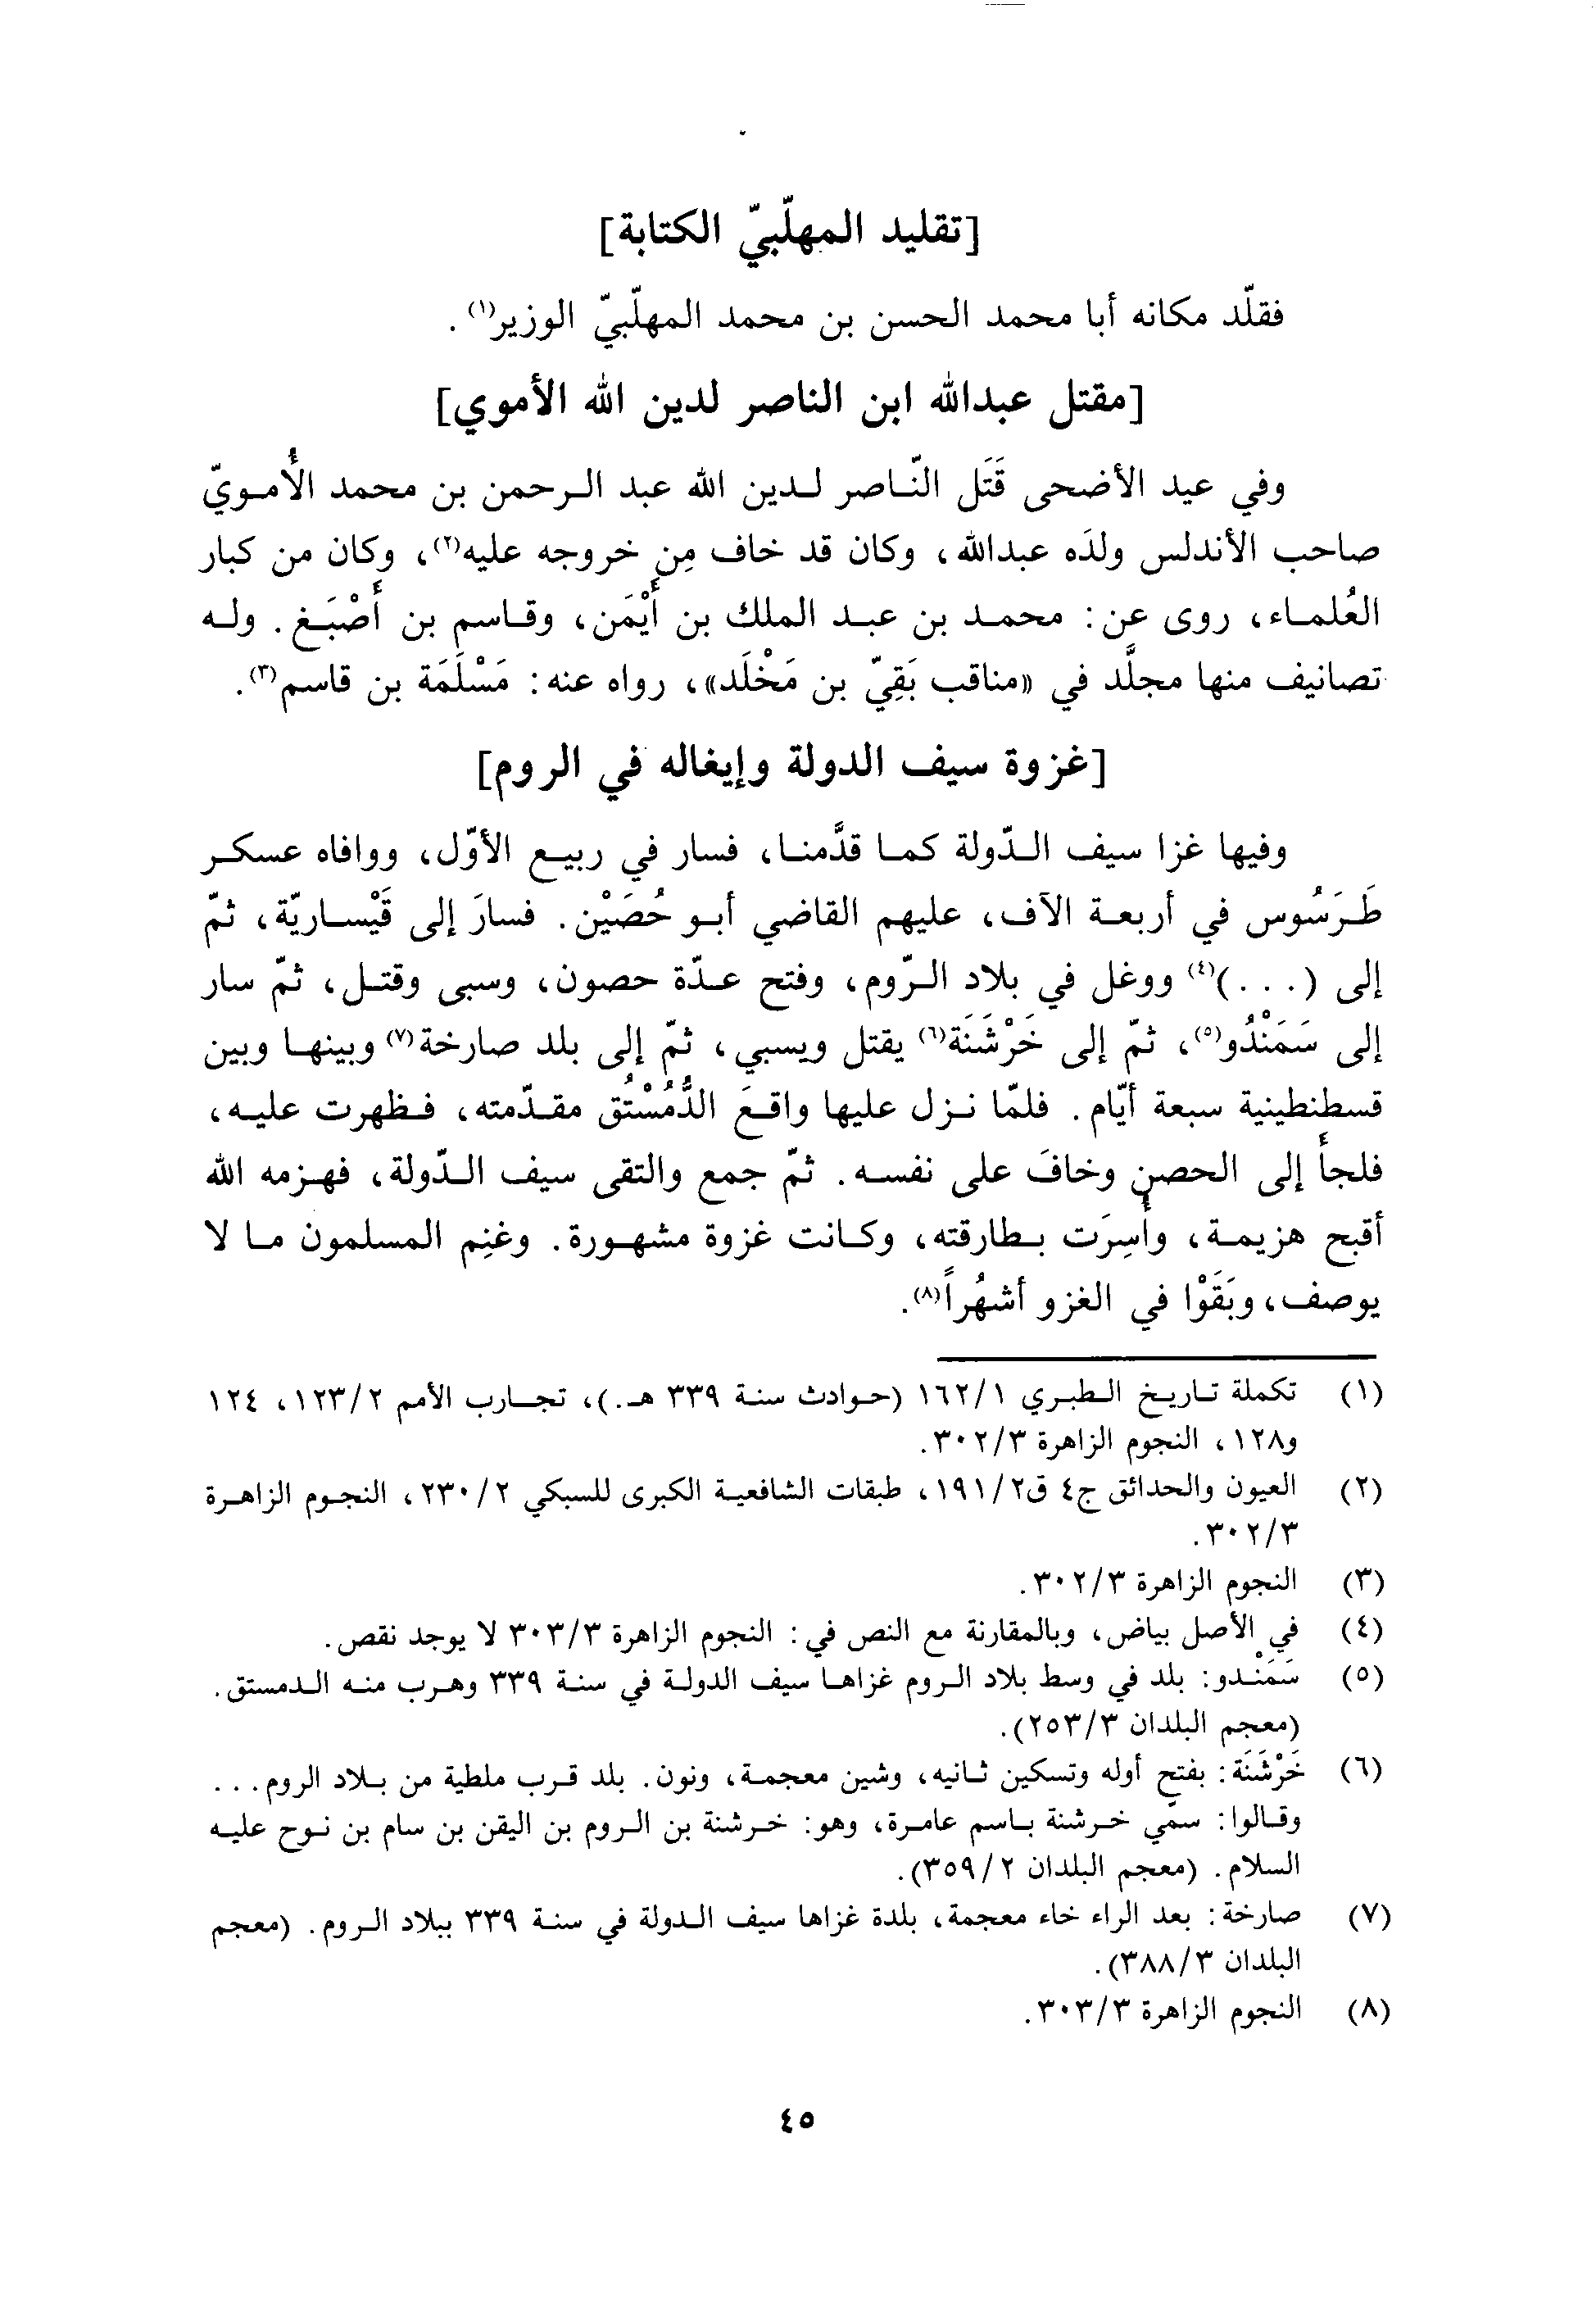 [تقليد المهلّبيّ الكتابة]
فقلّد مكانه أبا محمد الحسن بن محمد المهلّبيّ الوزير(١).
[مقتل عبدالله ابن الناصر لدين الله الأموي]
وفي عيد الأضحى قَتَل النّاصر لدين الله عبد الرحمن بن محمد الأُمويّ
صاحب الأندلس ولدَه عبدالله، وكان قد خاف مِن خروجه عليه(٢)، وكان من كبار
العُلماء، روى عن: محمد بن عبد الملك بن أَيْمَن، وقاسم بن أَصْبَغ. وله
تصانيف منها مجلَّد في «مناقب بَقِيّ بن مَخْلَد»، رواه عنه: مَسْلَمَة بن قاسم(٣).
[غزوة سيف الدولة وإيغاله في الروم]
وفيها غزا سيف الدّولة كما قدَّمنا، فسار في ربيع الأوّل، ووافاه عسكر
طَرَسُوس في أربعة الآف، عليهم القاضي أبو حُصَيْن. فسارَ إلى قَيْساريّة، ثمّ
إلى (...)(٤) ووغل في بلاد الرّوم، وفتح عدّة حصون، وسبى وقتل، ثمّ سار
إلى سَمَنْدُو(٥)، ثمّ إلى خَرْشَنَة(٦) يقتل ويسبي، ثمّ إلى بلد صارخة(٧) وبينها وبين
قسطنطينية سبعة أيّام. فلمّا نزل عليها واقعَ الدُّمُسْتُق مقدّمته، فظهرت عليه،
فلجأَ إلى الحصن وخافَ على نفسه. ثمّ جمع والتقى سيف الدّولة، فهزمه الله
أقبح هزيمة، وأُسِرَت بطارقته، وكانت غزوة مشهورة. وغنِم المسلمون ما لا
يوصف، وبَقَوْا في الغزو أشهُراً(٨).
(١) تكملة تاريخ الطبري ١٦٢/١ (حوادث سنة ٣٣٩ هـ.)، تجارب الأمم ١٢٣/٢، ١٢٤
و١٢٨، النجوم الزاهرة ٣٠٢/٣.
(٢) العيون والحدائق ج٤ ق١٩١/٢، طبقات الشافعية الكبرى للسبكي ٢٣٠/٢، النجوم الزاهرة
٣٠٢/٣.
(٣) النجوم الزاهرة ٣٠٢/٣.
(٤) في الأصل بياض، وبالمقارنة مع النص في: النجوم الزاهرة ٣٠٣/٣ لا يوجد نقص.
(٥) سَمَنْدو: بلد في وسط بلاد الروم غزاها سيف الدولة في سنة ٣٣٩ وهرب منه الدمستق.
(معجم البلدان ٢٥٣/٣).
(٦) خَرْشَنَة: بفتح أوله وتسكين ثانيه، وشين معجمة، ونون. بلد قرب ملطية من بلاد الروم...
وقالوا: سمّي خرشنة باسم عامرة، وهو: خرشنة بن الروم بن اليقن بن سام بن نوح عليه
السلام. (معجم البلدان ٣٥٩/٢).
(٧) صارخة: بعد الراء خاء معجمة، بلدة غزاها سيف الدولة في سنة ٣٣٩ ببلاد الروم. (معجم
البلدان ٣٨٨/٣).
(٨) النجوم الزاهرة ٣٠٣/٣.
٤٥